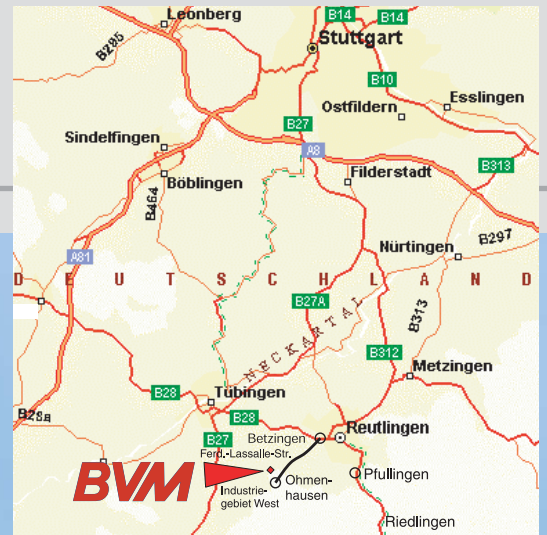 Leonberg
B14
B14
B295
Stuttgart
B10
Esslingen
Ostfildern
B27
Sindelfingen
A8
B313
Filderstadt
Böblingen
B464
B297
Nürtingen
A81
DEUTSCHLAND
B27A
NECKARTAL
B313
B312
Metzingen
B28
Tübingen
B28
B28a
Reutlingen
B27
Betzingen
Ferd.-Lassalle-Str.
BVM
Pfullingen
Ohmen-
hausen
Industrie-
gebiet West
Riedlingen